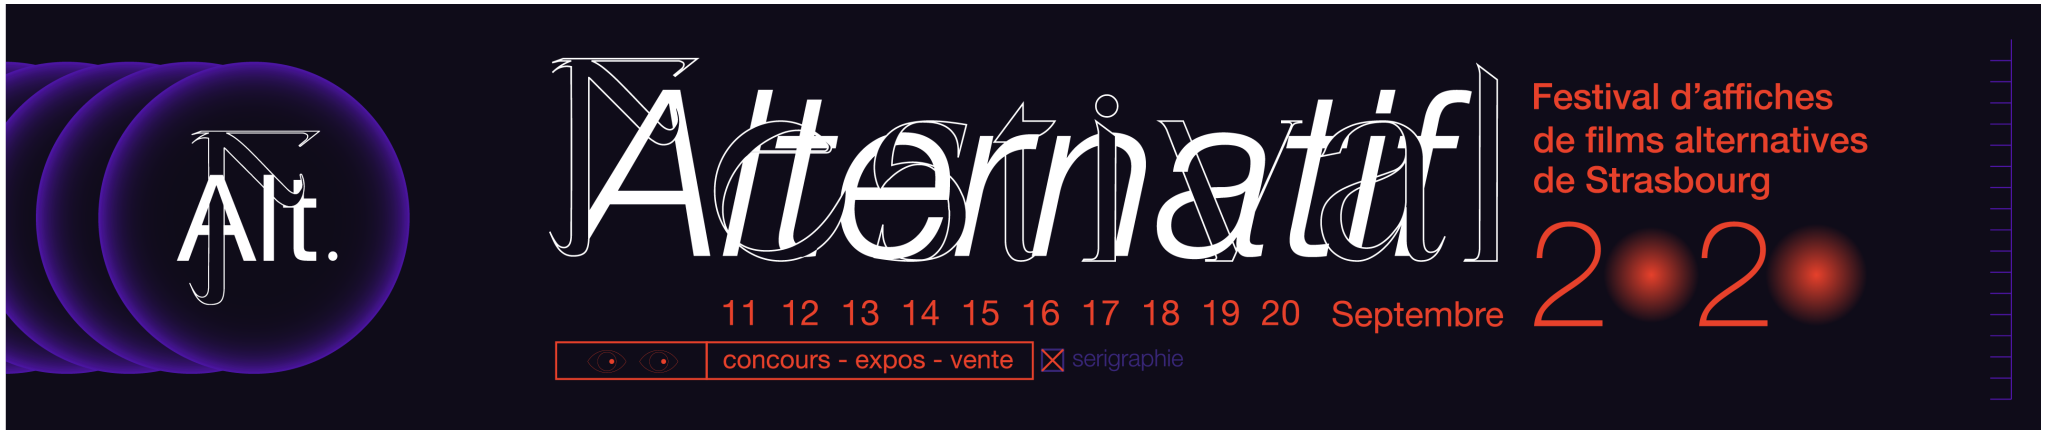 F
Alt.
Festival
Alternatif
11 12 13 14 15 16 17 18 19 20 Septembre
concours - expos - vente
serigraphie
Festival d’affiches
de films alternatives
de Strasbourg
2020